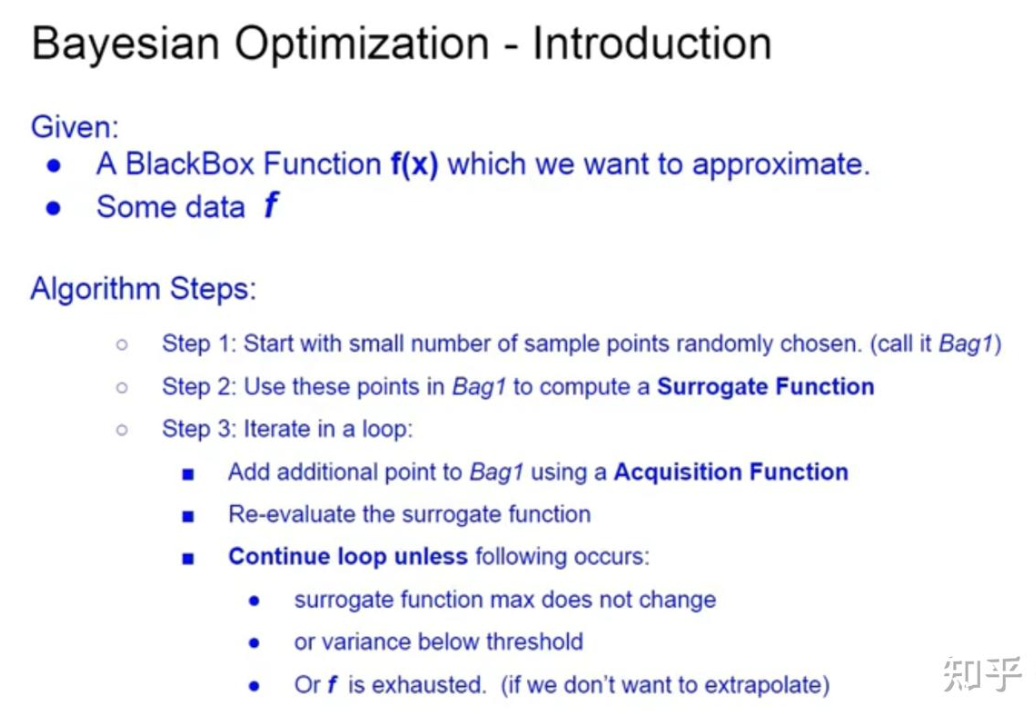 Bayesian Optimization - Introduction
Given:
● A BlackBox Function f(x) which we want to approximate.
● Some data f
Algorithm Steps:
○ Step 1: Start with small number of sample points randomly chosen. (call it Bag1)
○ Step 2: Use these points in Bag1 to compute a Surrogate Function
○ Step 3: Iterate in a loop:
■ Add additional point to Bag1 using a Acquisition Function
■ Re-evaluate the surrogate function
■ Continue loop unless following occurs:
● surrogate function max does not change
● or variance below threshold
● Or f is exhausted. (if we don't want to extrapolate)
知乎